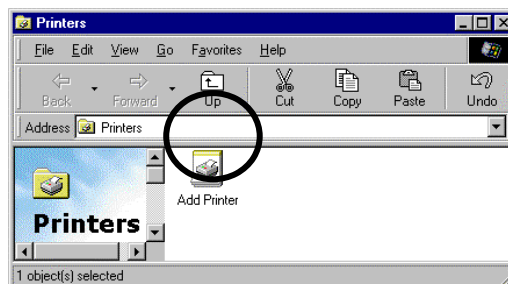 Printers
File Edit View Go Favorites Help
Back Forward Up Cut Copy Paste Undo
Address Printers
Add Printer
Printers
1 object(s) selected